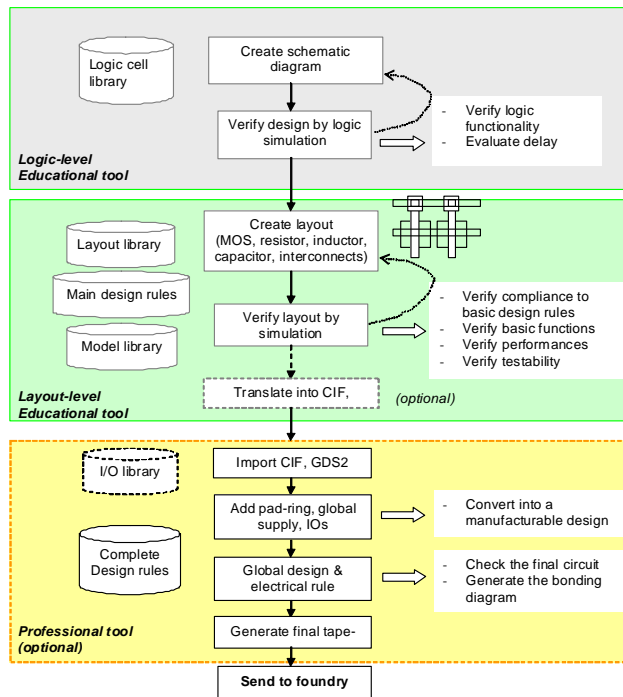 Create schematic
diagram
Logic cell
library
Verify design by logic
simulation
- Verify logic
functionality
- Evaluate delay
Logic-level
Educational tool
Create layout
(MOS, resistor, inductor,
capacitor, interconnects)
Layout library
Main design rules
Model library
Verify layout by
simulation
- Verify compliance to
basic design rules
- Verify basic functions
- Verify performances
- Verify testability
Translate into CIF,
(optional)
Layout-level
Educational tool
I/O library
Import CIF, GDS2
Add pad-ring, global
supply, IOs
- Convert into a
manufacturable design
Complete
Design rules
Global design &
electrical rule
- Check the final circuit
- Generate the bonding
diagram
Generate final tape-
Professional tool
(optional)
Send to foundry